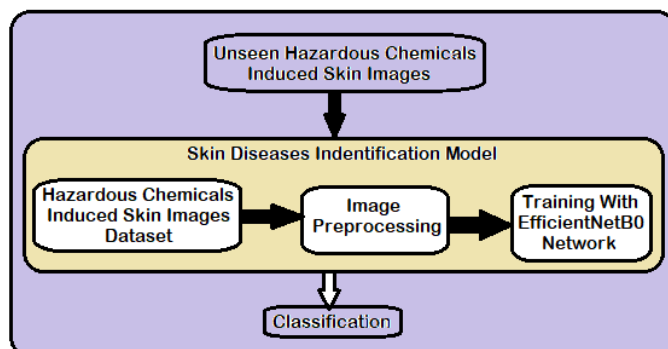 Unseen Hazardous Chemicals
Induced Skin Images
Skin Diseases Indentification Model
Hazardous Chemicals
Induced Skin Images
Dataset
Image
Preprocessing
Training With
EfficientNetB0
Network
Classification